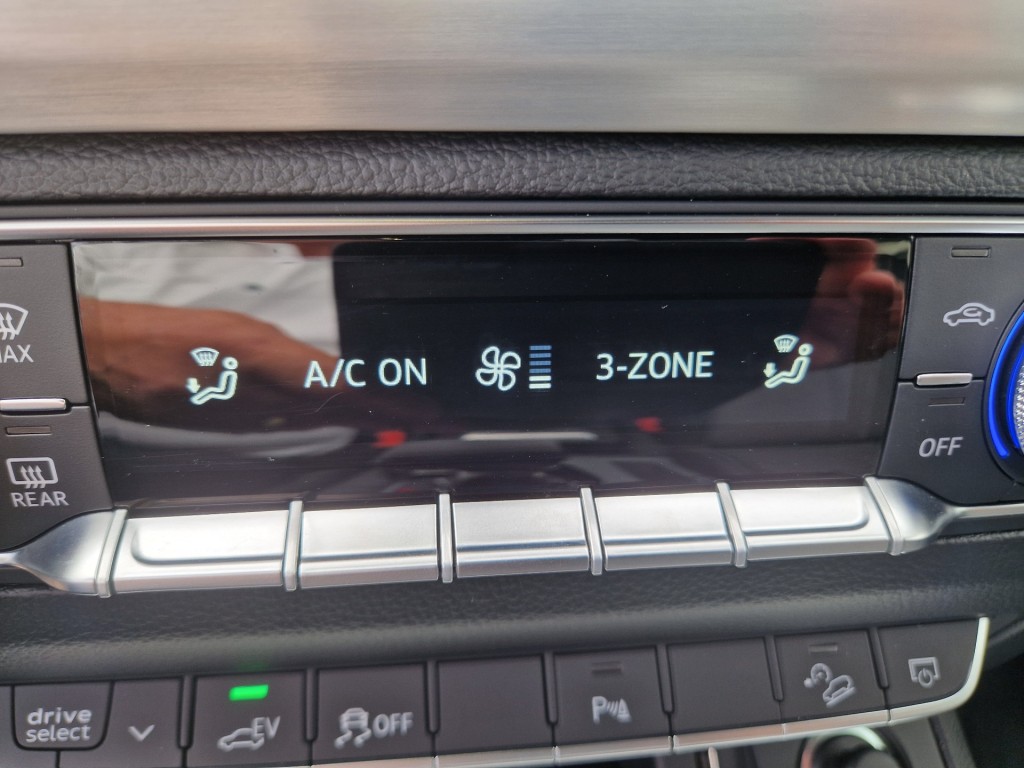 MAX
A/C ON
3-ZONE
OFF
REAR
drive
select
EV
OFF
P